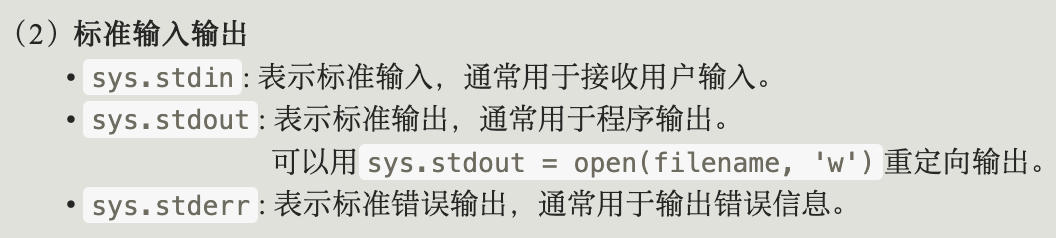 （2）标准输入输出
• sys.stdin：表示标准输入，通常用于接收用户输入。
• sys.stdout：表示标准输出，通常用于程序输出。
可以用 sys.stdout = open(filename, 'w') 重定向输出。
• sys.stderr：表示标准错误输出，通常用于输出错误信息。